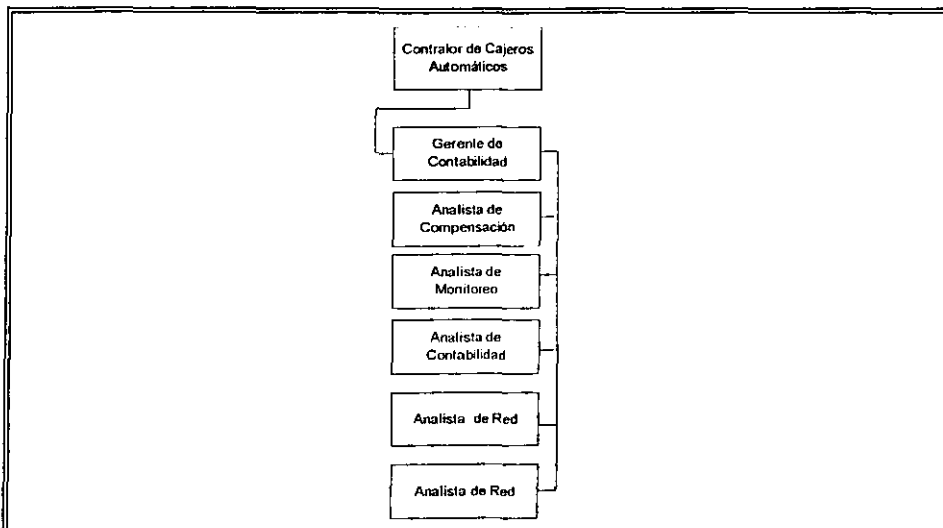 Contralor de Cajeros
Automáticos
Gerente de
Contabilidad
Analista de
Compensación
Analista de
Monitoreo
Analista de
Contabilidad
Analista de Red
Analista de Red